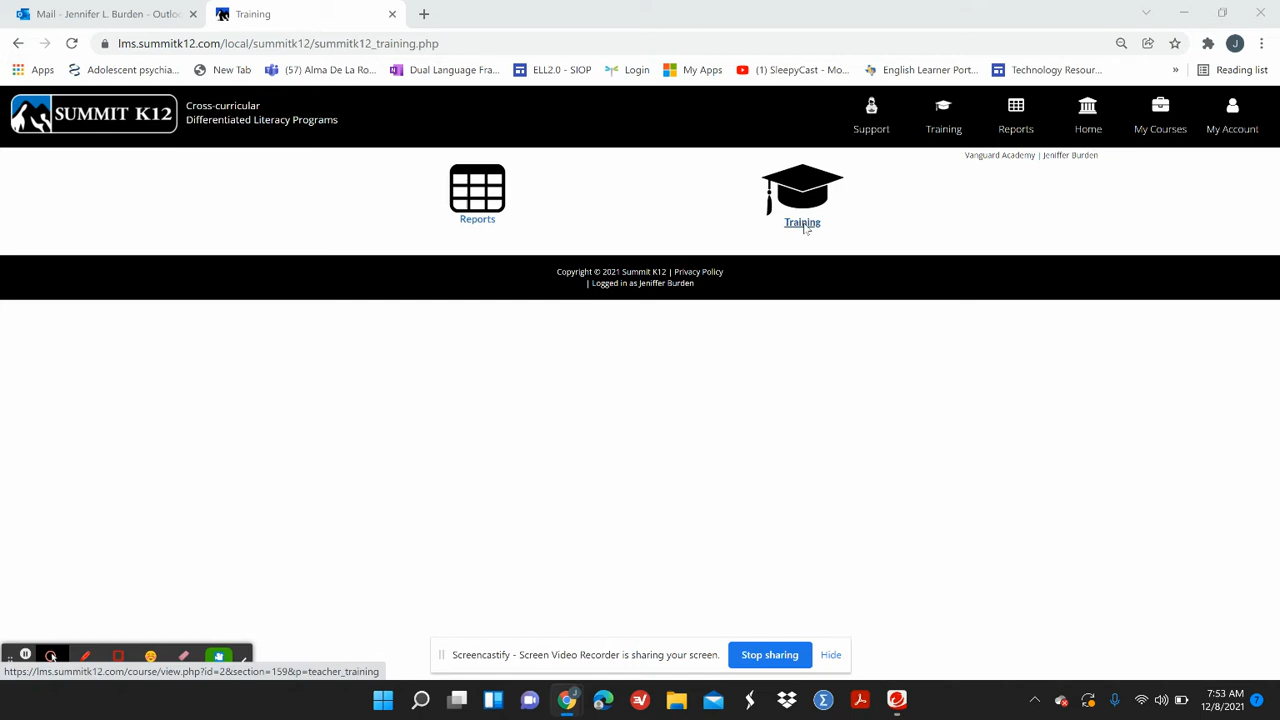 Mail - Jennifer L. Burden - Outloo
Training
lms.summitk12.com/local/summitk12/summitk12_training.php
J
Apps
Adolescent psychia...
New Tab
(57) Alma De La Ro...
Dual Language Fra...
ELL2.0 - SIOP
Login
My Apps
(1) SleepyCast - Mo...
English Learner Port...
Technology Resour...
»
Reading list
SUMMIT K12
Cross-curricular
Differentiated Literacy Programs
Support
Training
Reports
Home
My Courses
My Account
Vanguard Academy | Jeniffer Burden
Reports
Training
Copyright © 2021 Summit K12 | Privacy Policy
| Logged in as Jeniffer Burden
Screencastify - Screen Video Recorder is sharing your screen.
Stop sharing
Hide
https://lms.summitk12.com/course/view.php?id=2&section=159&p=teacher_training
7:53 AM
12/8/2021